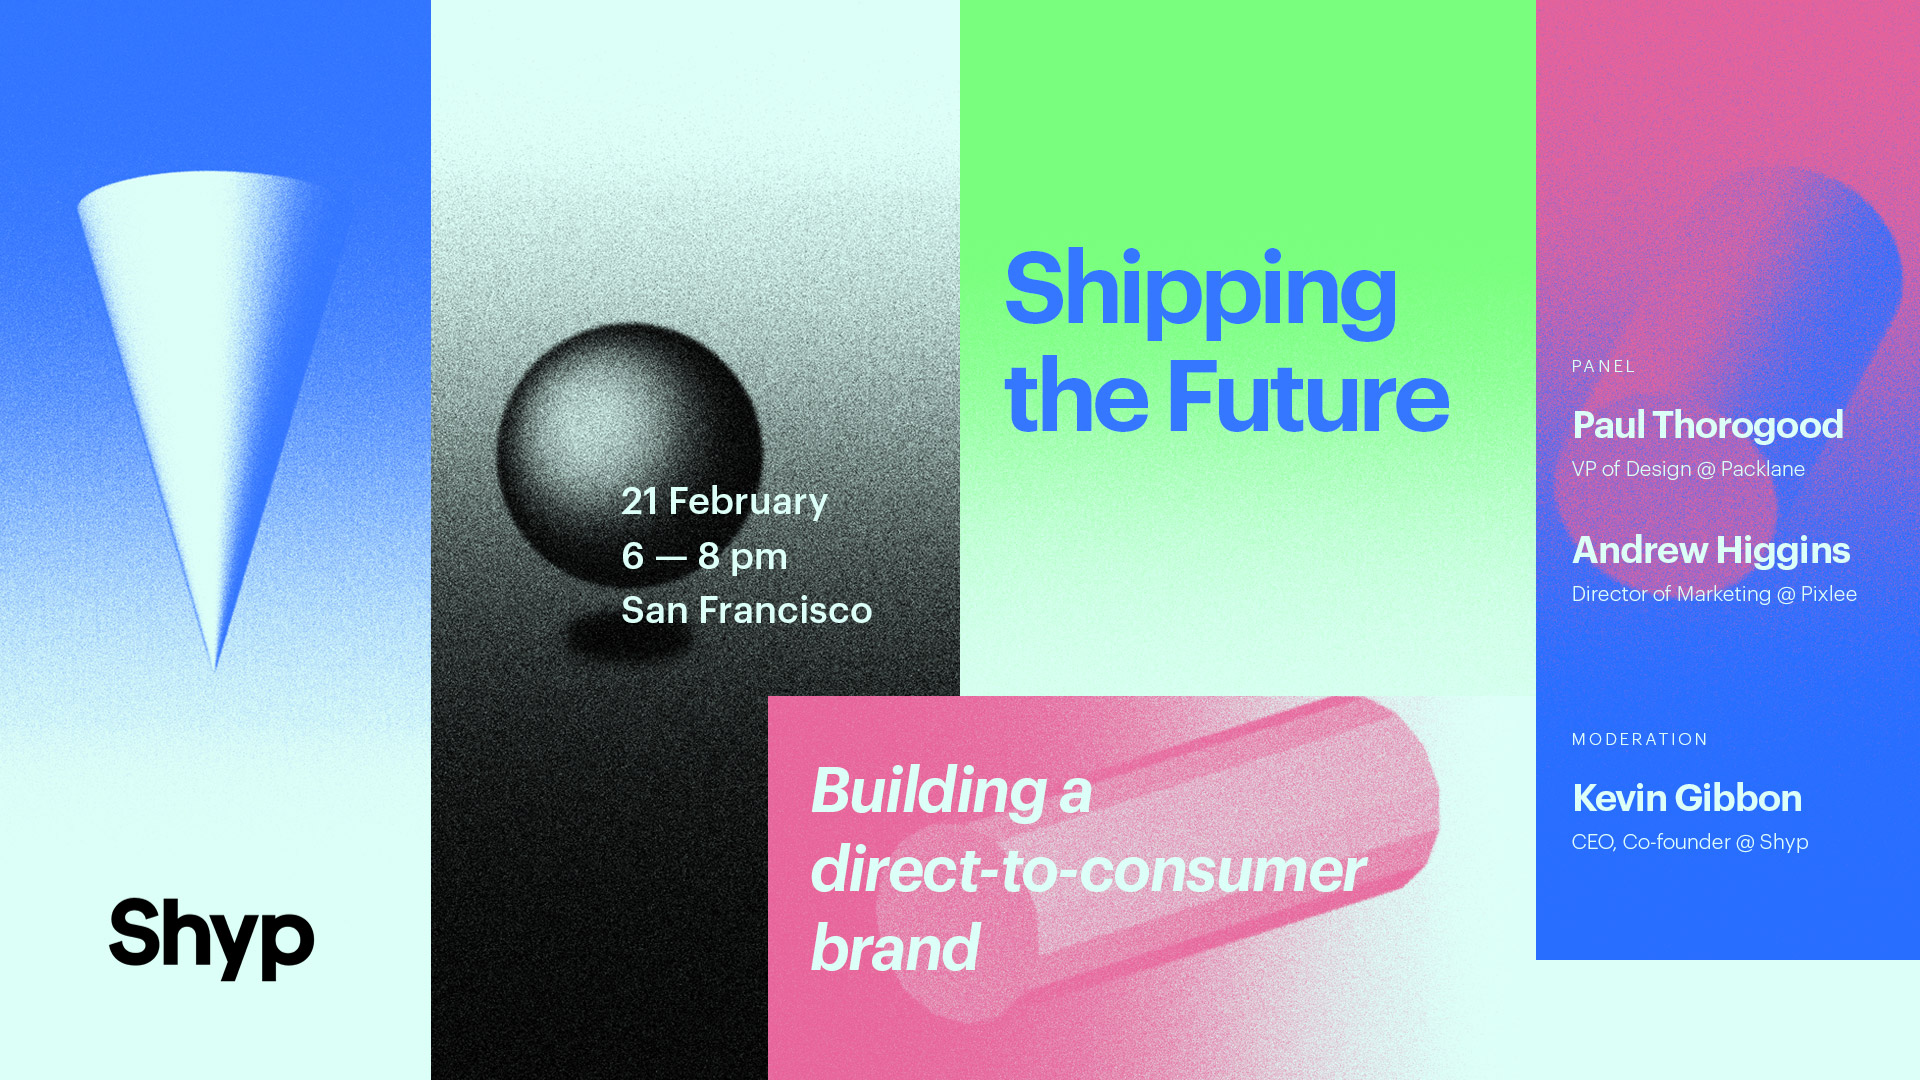 Shyp
21 February
6 — 8 pm
San Francisco
Shipping
the Future
Building a
direct-to-consumer
brand
PANEL
Paul Thorogood
VP of Design @ Packlane
Andrew Higgins
Director of Marketing @ Pixlee
MODERATION
Kevin Gibbon
CEO, Co-founder @ Shyp